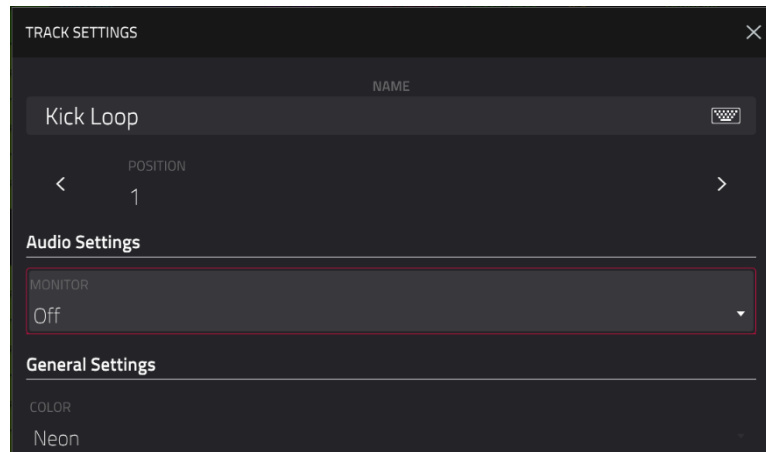 TRACK SETTINGS
NAME
Kick Loop
POSITION
1
Audio Settings
MONITOR
Off
General Settings
COLOR
Neon